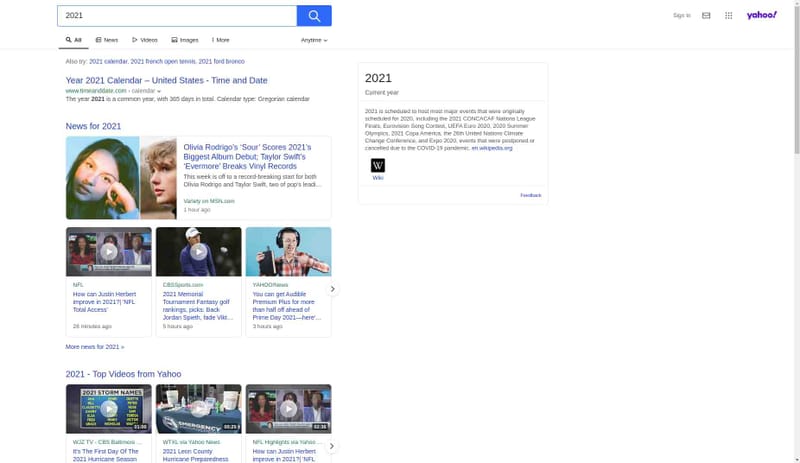 2021
Sign in
yahoo!
All
News
Videos
Images
More
Anytime
Also try: 2021 calendar, 2021 french open tennis, 2021 ford bronco
Year 2021 Calendar – United States - Time and Date
www.timeanddate.com › calendar
The year 2021 is a common year, with 365 days in total. Calendar type: Gregorian calendar
News for 2021
Olivia Rodrigo's 'Sour' Scores 2021's
Biggest Album Debut; Taylor Swift's
'Evermore' Breaks Vinyl Records
This week is off to a record-breaking start for both
Olivia Rodrigo and Taylor Swift, two of pop's leadi...
Variety on MSN.com
1 hour ago
NFL
How can Justin Herbert
improve in 2021?| 'NFL
Total Access'
26 minutes ago
CBSSports.com
2021 Memorial
Tournament Fantasy golf
rankings, picks: Back
Jordan Spieth, fade Vikt...
5 hours ago
YAHOO!News
You can get Audible
Premium Plus for more
than half off ahead of
Prime Day 2021—here'...
3 hours ago
More news for 2021 »
2021 - Top Videos from Yahoo
2021 STORM NAMES
01:00
WJZ TV - CBS Baltimore ...
It's The First Day Of The
2021 Hurricane Season
EMERGENCY
00:25
WTXL via Yahoo News
2021 Leon County
Hurricane Preparedness
02:36
NFL Highlights via Yahoo ...
How can Justin Herbert
improve in 2021?| 'NFL
2021
Current year
2021 is scheduled to host most major events that were originally
scheduled for 2020, including the 2021 CONCACAF Nations League
Finals, Eurovision Song Contest, UEFA Euro 2020, 2020 Summer
Olympics, 2021 Copa America, the 26th United Nations Climate
Change Conference, and Expo 2020, events that were postponed or
cancelled due to the COVID-19 pandemic. en.wikipedia.org
W
Wiki
Feedback